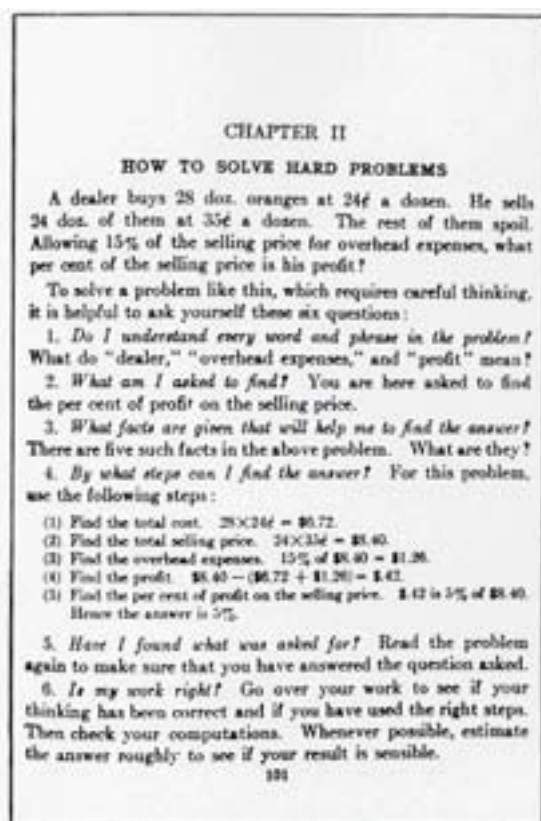 CHAPTER II
HOW TO SOLVE HARD PROBLEMS
A dealer buys 28 doz. oranges at 24¢ a dozen. He sells
24 doz. of them at 35¢ a dozen. The rest of them spoil.
Allowing 15% of the selling price for overhead expenses, what
per cent of the selling price is his profit?
To solve a problem like this, which requires careful thinking,
it is helpful to ask yourself these six questions:
1. Do I understand every word and phrase in the problem?
What do "dealer," "overhead expenses," and "profit" mean?
2. What am I asked to find? You are here asked to find
the per cent of profit on the selling price.
3. What facts are given that will help me to find the answer?
There are five such facts in the above problem. What are they?
4. By what steps can I find the answer? For this problem,
use the following steps:
(1) Find the total cost. 28×24¢ = $6.72.
(2) Find the total selling price. 24×35¢ = $8.40.
(3) Find the overhead expenses. 15% of $8.40 = $1.26.
(4) Find the profit. $8.40 − ($6.72 + $1.26) = $.42.
(5) Find the per cent of profit on the selling price. $.42 is 5% of $8.40.
Hence the answer is 5%.
5. Have I found what was asked for? Read the problem
again to make sure that you have answered the question asked.
6. Is my work right? Go over your work to see if your
thinking has been correct and if you have used the right steps.
Then check your computations. Whenever possible, estimate
the answer roughly to see if your result is sensible.
101